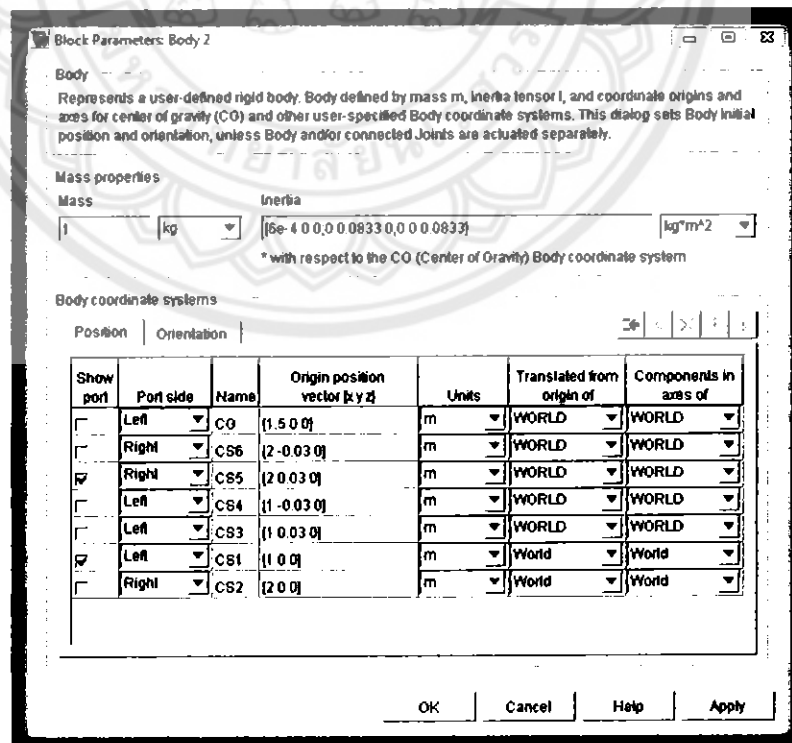 Block Parameters: Body 2
Body
Represents a user-defined rigid body. Body defined by mass m, inertia tensor I, and coordinate origins and
axes for center of gravity (CG) and other user-specified Body coordinate systems. This dialog sets Body initial
position and orientation, unless Body and/or connected Joints are actuated separately.
Mass properties
Mass
Inertia
1 kg [6e-4 0 0;0 0.0833 0;0 0 0.0833] kg*m^2
* with respect to the CG (Center of Gravity) Body coordinate system
Body coordinate systems
Position Orientation
Show port Port side Name Origin position vector [x y z] Units Translated from origin of Components in axes of
Left CG [1.5 0 0] m WORLD WORLD
Right CS6 [2 -0.03 0] m WORLD WORLD
Right CS5 [2 0.03 0] m WORLD WORLD
Left CS4 [1 -0.03 0] m WORLD WORLD
Left CS3 [1 0.03 0] m WORLD WORLD
Left CS1 [1 0 0] m World World
Right CS2 [2 0 0] m World World
OK Cancel Help Apply